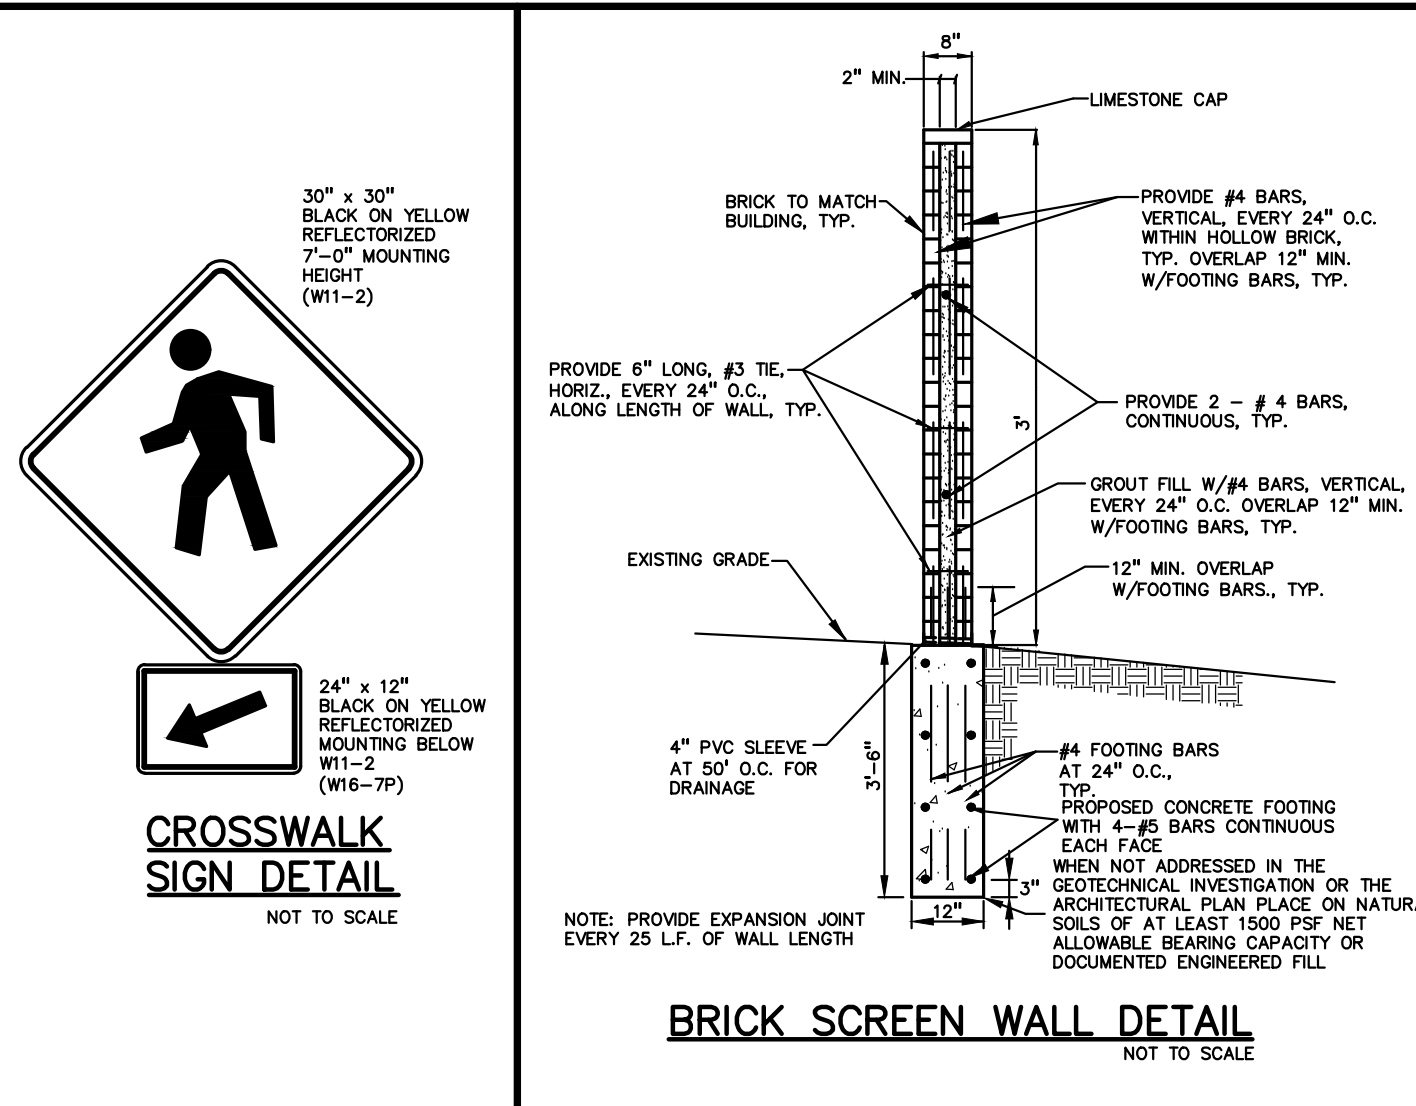 30" x 30"
BLACK ON YELLOW
REFLECTORIZED
7'-0" MOUNTING
HEIGHT
(W11-2)
24" x 12"
BLACK ON YELLOW
REFLECTORIZED
MOUNTING BELOW
W11-2
(W16-7P)
CROSSWALK
SIGN DETAIL
NOT TO SCALE
8"
2" MIN.
LIMESTONE CAP
BRICK TO MATCH
BUILDING, TYP.
PROVIDE #4 BARS,
VERTICAL, EVERY 24" O.C.
WITHIN HOLLOW BRICK,
TYP. OVERLAP 12" MIN.
W/FOOTING BARS, TYP.
PROVIDE 6" LONG, #3 TIE,
HORIZ., EVERY 24" O.C.,
ALONG LENGTH OF WALL, TYP.
3'
PROVIDE 2 - # 4 BARS,
CONTINUOUS, TYP.
GROUT FILL W/#4 BARS, VERTICAL,
EVERY 24" O.C. OVERLAP 12" MIN.
W/FOOTING BARS, TYP.
EXISTING GRADE
12" MIN. OVERLAP
W/FOOTING BARS., TYP.
4" PVC SLEEVE
AT 50' O.C. FOR
DRAINAGE
3'-6"
#4 FOOTING BARS
AT 24" O.C.,
TYP.
PROPOSED CONCRETE FOOTING
WITH 4-#5 BARS CONTINUOUS
EACH FACE
3"
12"
WHEN NOT ADDRESSED IN THE
GEOTECHNICAL INVESTIGATION OR THE
ARCHITECTURAL PLAN PLACE ON NATUR
SOILS OF AT LEAST 1500 PSF NET
ALLOWABLE BEARING CAPACITY OR
DOCUMENTED ENGINEERED FILL
NOTE: PROVIDE EXPANSION JOINT
EVERY 25 L.F. OF WALL LENGTH
BRICK SCREEN WALL DETAIL
NOT TO SCALE